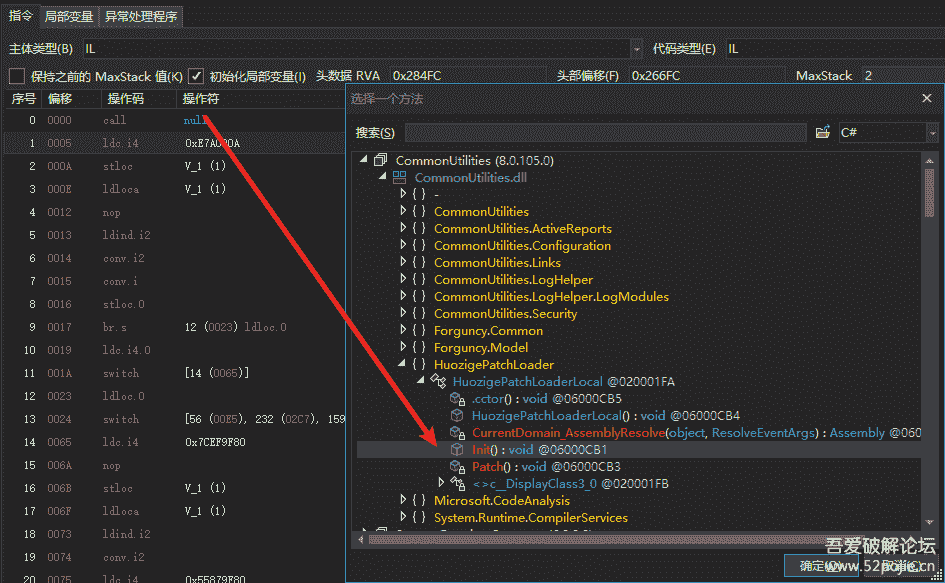 指令 局部变量 异常处理程序
主体类型(B) IL 代码类型(E) IL
保持之前的 MaxStack 值(K) 初始化局部变量(I) 头数据 RVA 0x284FC 头部偏移(F) 0x266FC MaxStack 2
序号 偏移 操作码 操作符
0 0000 call null
1 0005 ldc.i4
2 000A stloc V_1 (1)
3 000E ldloca V_1 (1)
4 0012 nop
5 0013 ldind.i2
6 0014 conv.i2
7 0015 conv.i
8 0016 stloc.0
9 0017 br.s 12 (0023) ldloc.0
10 0019 ldc.i4.0
11 001A switch [14 (0065)]
12 0023 ldloc.0
13 0024 switch [56 (00E5), 232 (02C7), 159
14 0065 ldc.i4 0x7CEF9F80
15 006A nop
16 006B stloc V_1 (1)
17 006F ldloca V_1 (1)
18 0073 ldind.i2
19 0074 conv.i2
20 0075 ldc.i4 0x55879F80
选择一个方法
搜索(S) C#
CommonUtilities (8.0.105.0)
CommonUtilities.dll
{ } -
{ } CommonUtilities
{ } CommonUtilities.ActiveReports
{ } CommonUtilities.Configuration
{ } CommonUtilities.Links
{ } CommonUtilities.LogHelper
{ } CommonUtilities.LogHelper.LogModules
{ } CommonUtilities.Security
{ } Forguncy.Common
{ } Forguncy.Model
{ } HuozigePatchLoader
HuozigePatchLoaderLocal @020001FA
.cctor() : void @06000CB5
HuozigePatchLoaderLocal() : void @06000CB4
CurrentDomain_AssemblyResolve(object, ResolveEventArgs) : Assembly @060
Init() : void @06000CB1
Patch() : void @06000CB3
<>c__DisplayClass3_0 @020001FB
{ } Microsoft.CodeAnalysis
{ } System.Runtime.CompilerServices
确定
吾爱破解论坛
www.52pojie.cn